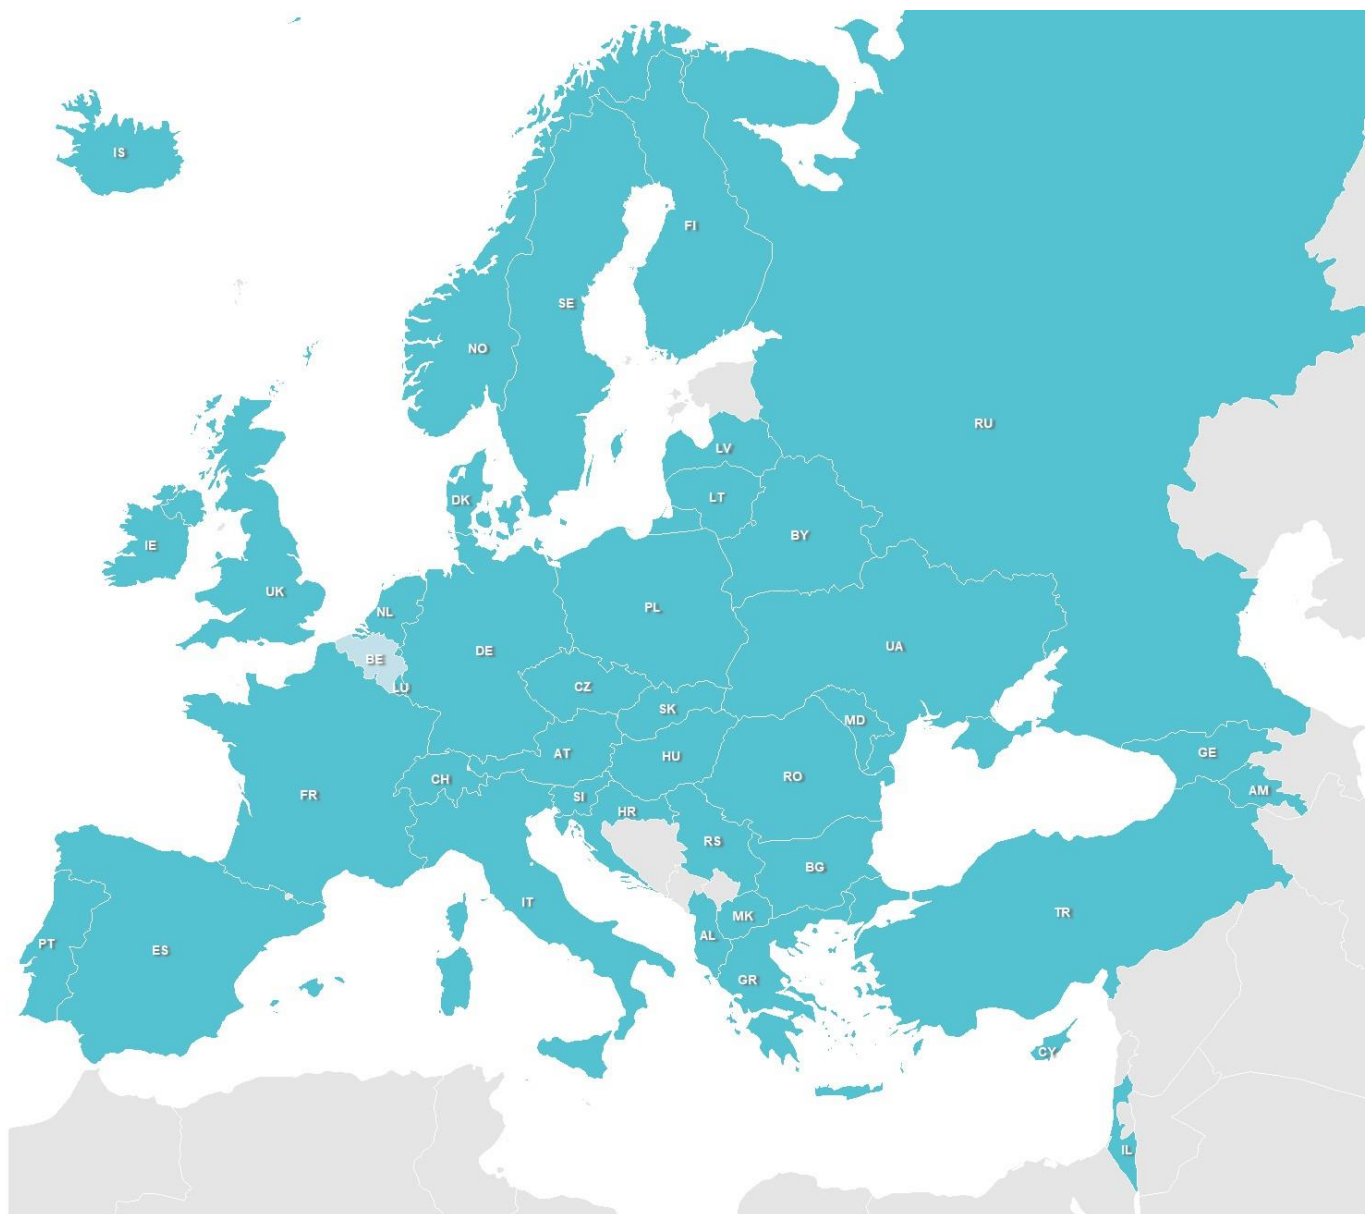 IS
FI
SE
NO
RU
LV
DK
LT
BY
IE
UK
NL
PL
DE
UA
BE
LU
CZ
SK
MD
AT
HU
GE
CH
RO
AM
FR
SI
HR
RS
BG
IT
TR
MK
AL
PT
ES
GR
CY
IL